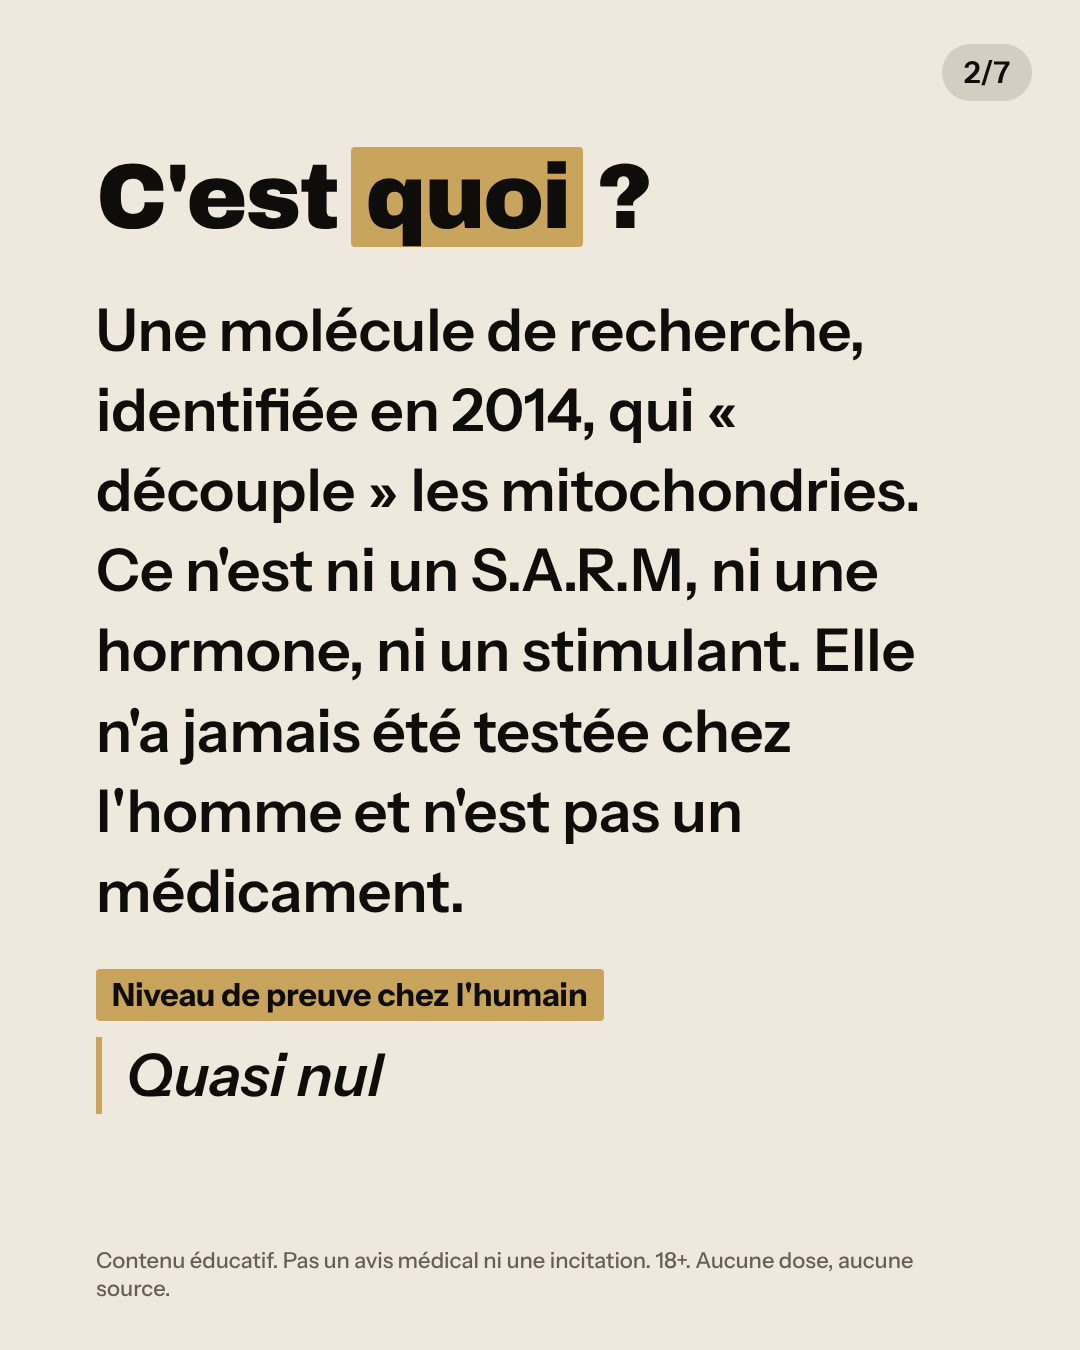 2/7
C'est quoi ?
Une molécule de recherche,
identifiée en 2014, qui «
découple » les mitochondries.
Ce n'est ni un S.A.R.M, ni une
hormone, ni un stimulant. Elle
n'a jamais été testée chez
l'homme et n'est pas un
médicament.
Niveau de preuve chez l'humain
Quasi nul
Contenu éducatif. Pas un avis médical ni une incitation. 18+. Aucune dose, aucune
source.